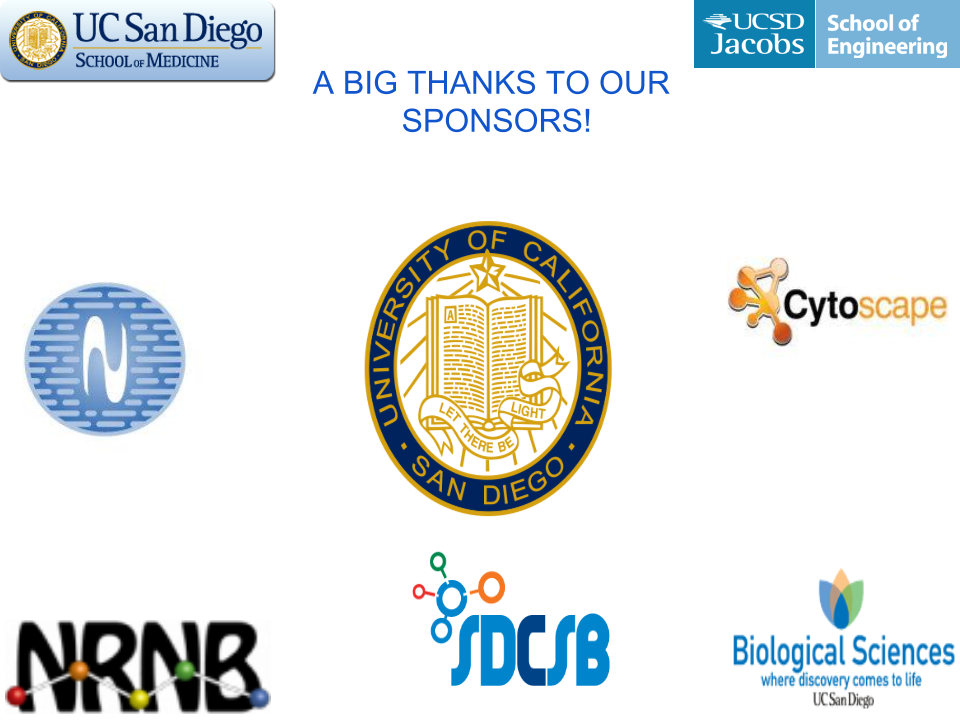 UC San Diego
SCHOOL OF MEDICINE
UCSD
Jacobs
School of
Engineering
A BIG THANKS TO OUR
SPONSORS!
UNIVERSITY OF CALIFORNIA
SAN DIEGO
A
LET THERE BE LIGHT
N
Cytoscape
NRNB
SDCSB
Biological Sciences
where discovery comes to life
UC San Diego